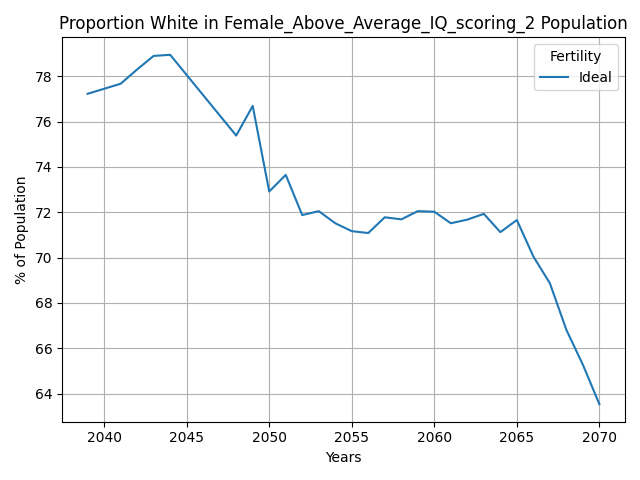 Proportion White in Female_Above_Average_IQ_scoring_2 Population
Fertility
Ideal
78
76
74
72
70
68
66
64
% of Population
2040 2045 2050 2055 2060 2065 2070
Years